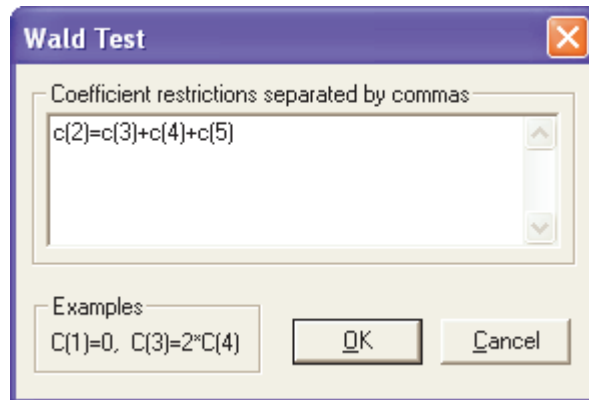 Wald Test
Coefficient restrictions separated by commas
c(2)=c(3)+c(4)+c(5)
Examples
C(1)=0, C(3)=2*C(4)
OK
Cancel